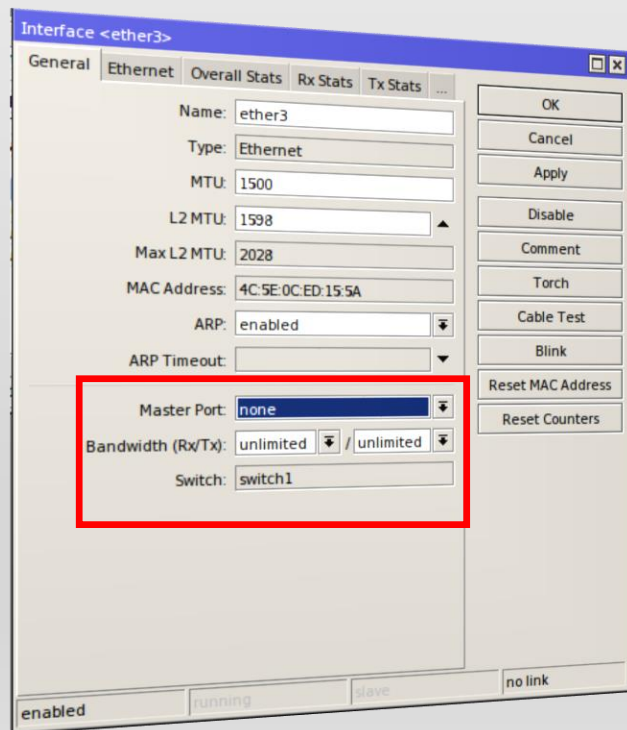 Interface <ether3>
General Ethernet Overall Stats Rx Stats Tx Stats ...
Name: ether3
Type: Ethernet
MTU: 1500
L2 MTU: 1598
Max L2 MTU: 2028
MAC Address: 4C:5E:0C:ED:15:5A
ARP: enabled
ARP Timeout:
Master Port: none
Bandwidth (Rx/Tx): unlimited / unlimited
Switch: switch1
OK
Cancel
Apply
Disable
Comment
Torch
Cable Test
Blink
Reset MAC Address
Reset Counters
enabled running slave no link